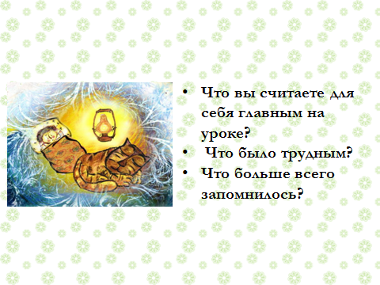 • Что вы считаете для
себя главным на
уроке?
• Что было трудным?
• Что больше всего
запомнилось?